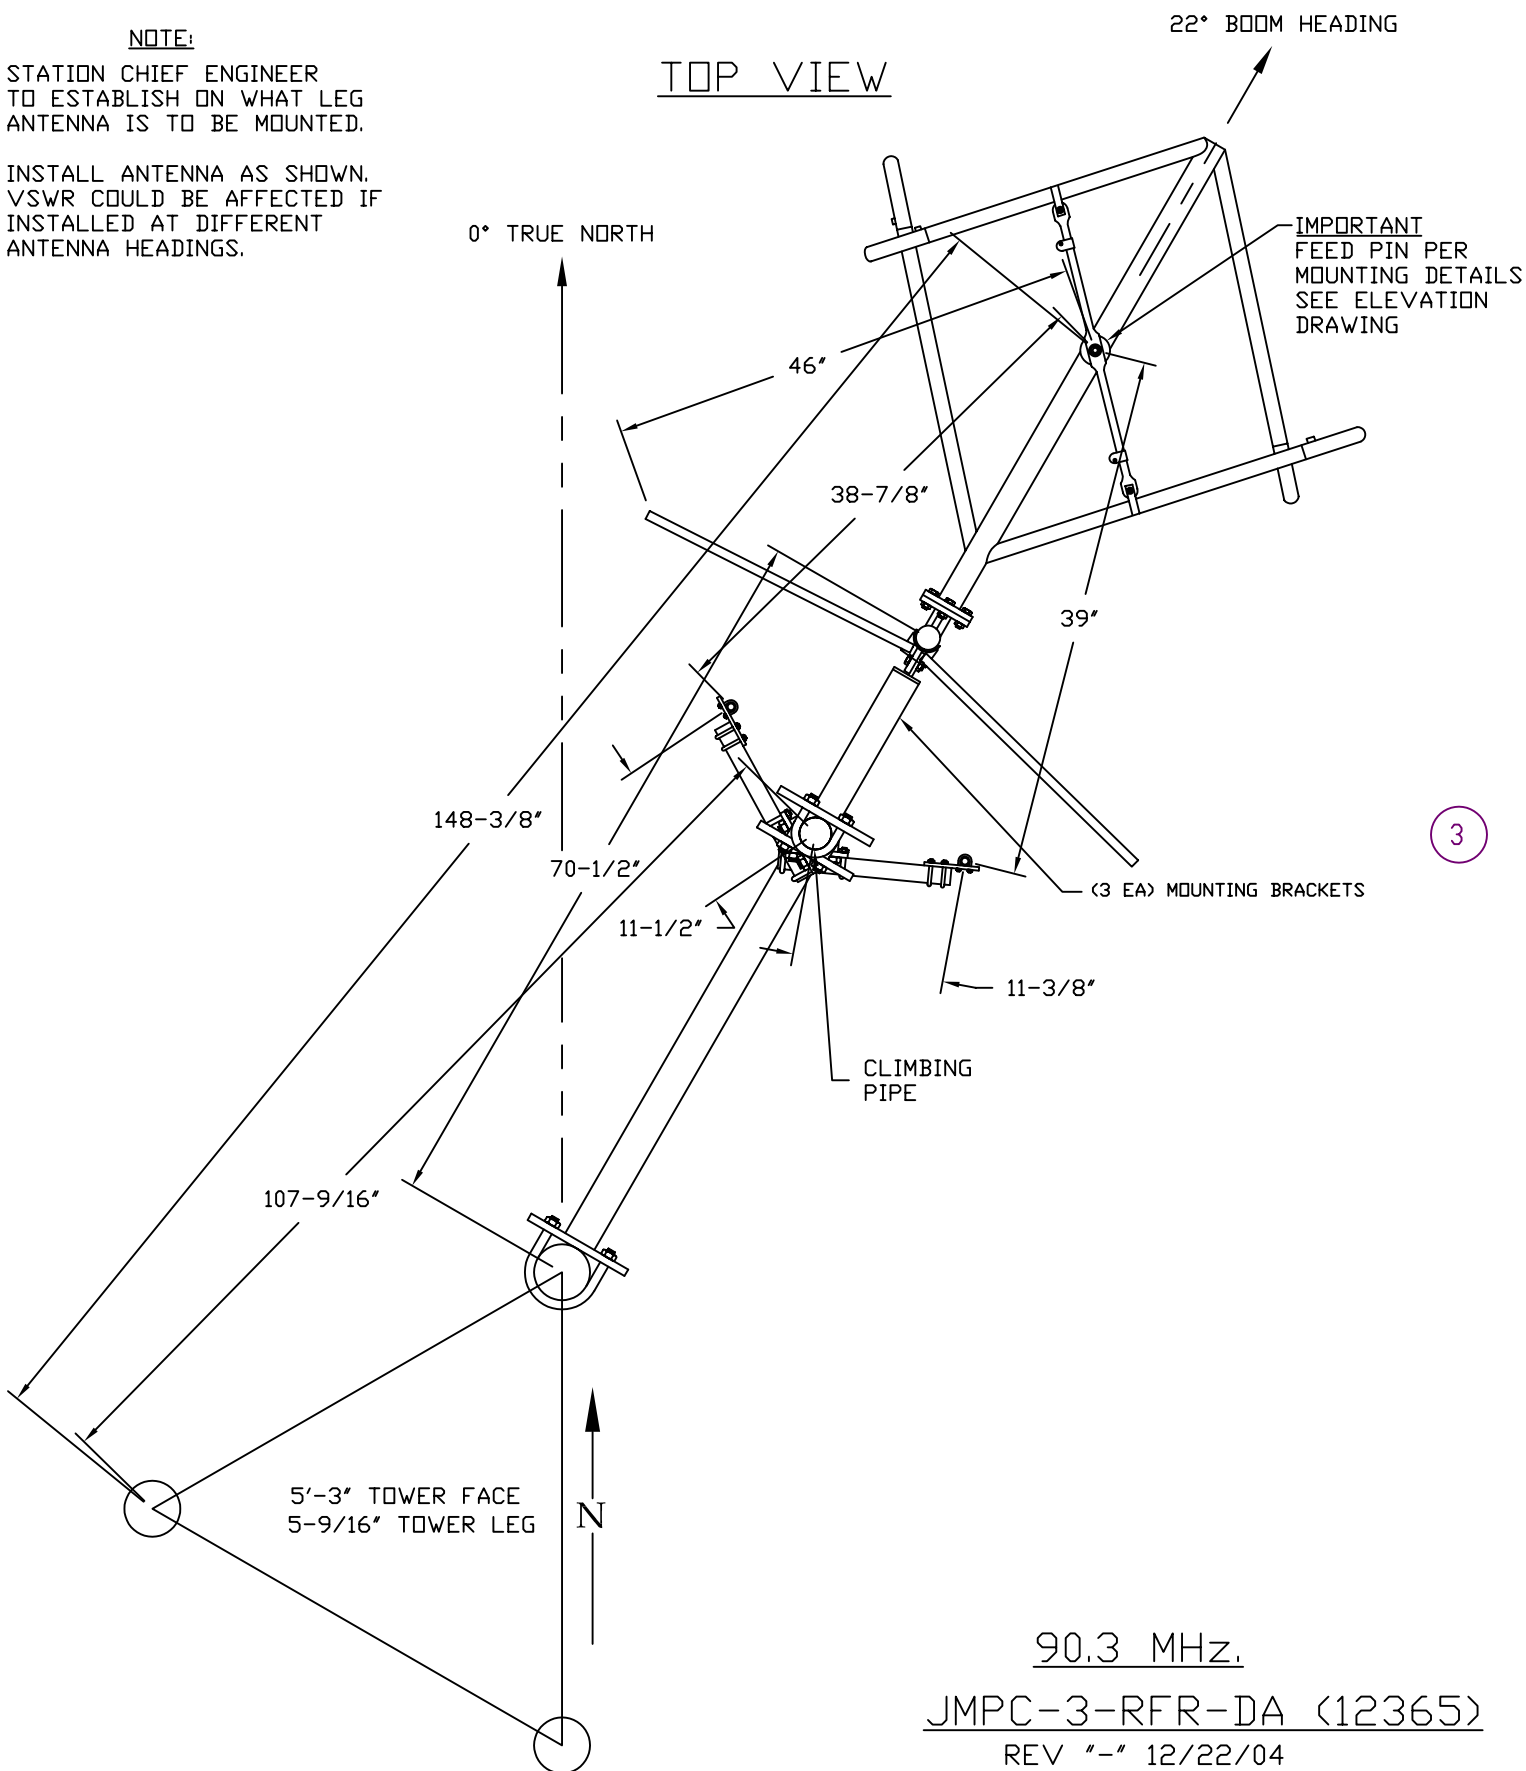 NOTE:
STATION CHIEF ENGINEER
TO ESTABLISH ON WHAT LEG
ANTENNA IS TO BE MOUNTED.
INSTALL ANTENNA AS SHOWN.
VSWR COULD BE AFFECTED IF
INSTALLED AT DIFFERENT
ANTENNA HEADINGS.
TOP VIEW
22° BOOM HEADING
0° TRUE NORTH
IMPORTANT
FEED PIN PER
MOUNTING DETAILS
SEE ELEVATION
DRAWING
46"
38-7/8"
39"
148-3/8"
70-1/2"
11-1/2"
(3 EA) MOUNTING BRACKETS
3
11-3/8"
CLIMBING
PIPE
107-9/16"
5'-3" TOWER FACE
5-9/16" TOWER LEG
N
90.3 MHz.
JMPC-3-RFR-DA (12365)
REV "-" 12/22/04